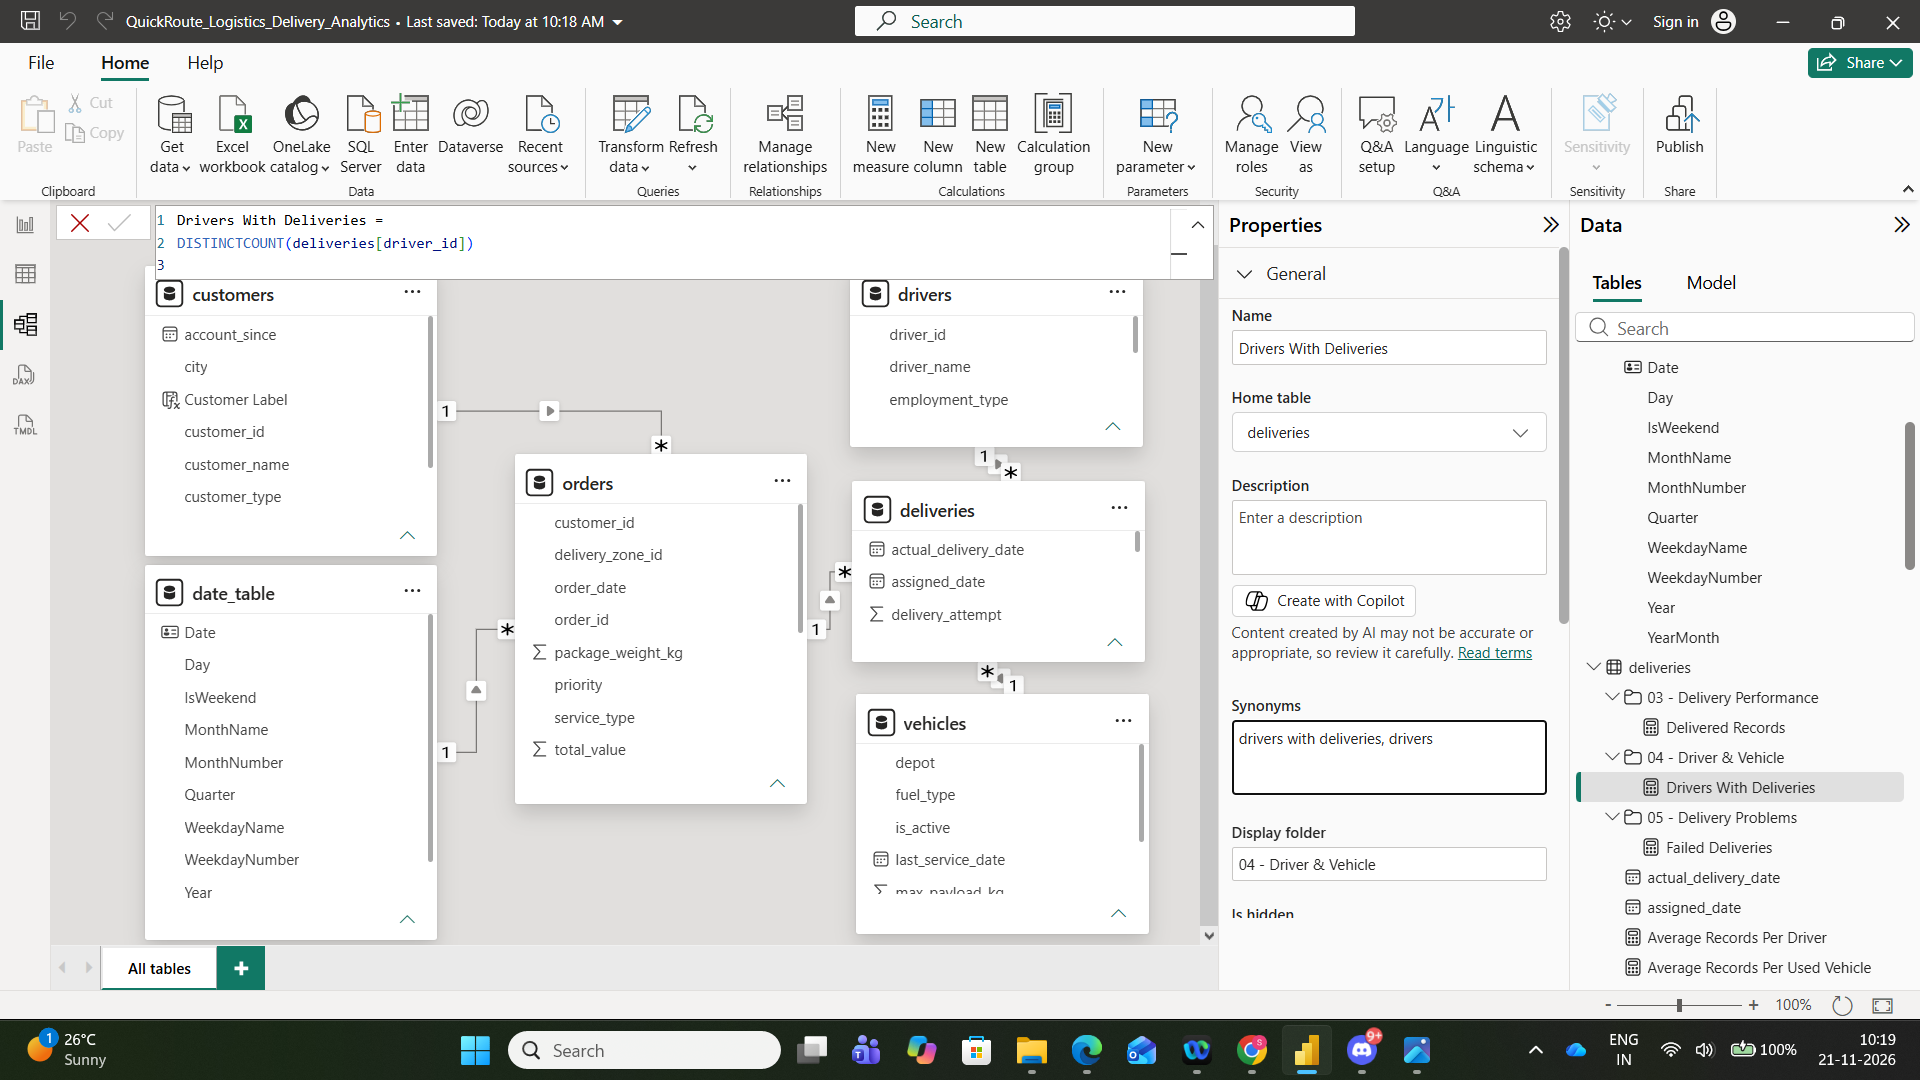 QuickRoute_Logistics_Delivery_Analytics • Last saved: Today at 10:18 AM
Search
Sign in
File
Home
Help
Share
Paste
Cut
Copy
Clipboard
Get data
Excel workbook
OneLake catalog
SQL Server
Enter data
Dataverse
Recent sources
Data
Transform data
Refresh
Queries
Manage relationships
Relationships
New measure
New column
New table
Calculation group
Calculations
New parameter
Parameters
Manage roles
View as
Security
Q&A setup
Language
Linguistic schema
Q&A
Sensitivity
Sensitivity
Publish
Share
1 Drivers With Deliveries =
2 DISTINCTCOUNT(deliveries[driver_id])
3
customers
account_since
city
Customer Label
customer_id
customer_name
customer_type
date_table
Date
Day
IsWeekend
MonthName
MonthNumber
Quarter
WeekdayName
WeekdayNumber
Year
1
*
*
1
orders
customer_id
delivery_zone_id
order_date
order_id
package_weight_kg
priority
service_type
total_value
1
*
drivers
driver_id
driver_name
employment_type
1
*
deliveries
actual_delivery_date
assigned_date
delivery_attempt
*
1
vehicles
depot
fuel_type
is_active
last_service_date
max_payload_kg
All tables
Properties
General
Name
Drivers With Deliveries
Home table
deliveries
Description
Enter a description
Create with Copilot
Content created by AI may not be accurate or
appropriate, so review it carefully. Read terms
Synonyms
drivers with deliveries, drivers
Display folder
04 - Driver & Vehicle
Is hidden
Data
Tables
Model
Search
Date
Day
IsWeekend
MonthName
MonthNumber
Quarter
WeekdayName
WeekdayNumber
Year
YearMonth
deliveries
03 - Delivery Performance
Delivered Records
04 - Driver & Vehicle
Drivers With Deliveries
05 - Delivery Problems
Failed Deliveries
actual_delivery_date
assigned_date
Average Records Per Driver
Average Records Per Used Vehicle
- + 100%
1
26°C
Sunny
Search
9+
ENG
IN
100%
10:19
21-11-2026